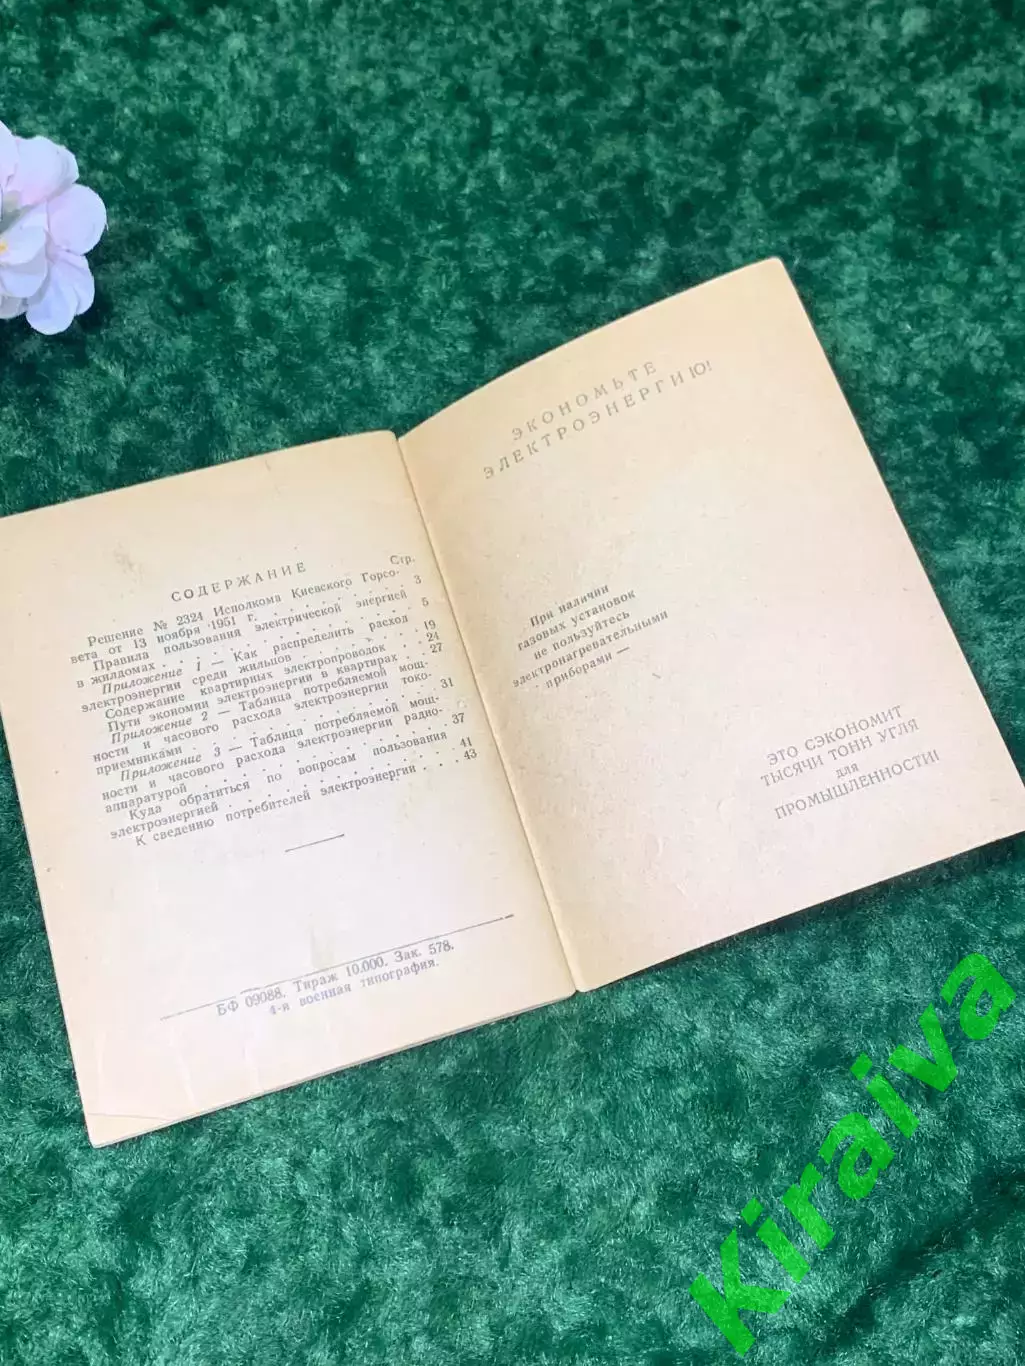 СОДЕРЖАНИЕ
Стр.
Решение № 2324 Исполкома Киевского Горсо-
вета от 13 ноября 1951 г. . . . . . . . . 3
Правила пользования электрической энергией
в жилдомах . . . . . . . . . . . 5
Приложение 1 — Как распределить расход
электроэнергии среди жильцов . . . . . 19
Содержание квартирных электропроводок . . 24
Пути экономии электроэнергии в квартирах . . 27
Приложение 2 — Таблица потребляемой мощ-
ности и часового расхода электроэнергии токо-
приемниками . . . . . . . . . . . 31
Приложение 3 — Таблица потребляемой мощ-
ности и часового расхода электроэнергии радио-
аппаратурой . . . . . . . . . . . 37
Куда обратиться по вопросам пользования
электроэнергией . . . . . . . . . . 41
К сведению потребителей электроэнергии . . . 43
БФ 09088. Тираж 10.000. Зак. 578.
4-я военная типография.
ЭКОНОМЬТЕ
ЭЛЕКТРОЭНЕРГИЮ!
При наличии
газовых установок
не пользуйтесь
электронагревательными
приборами —
ЭТО СЭКОНОМИТ
ТЫСЯЧИ ТОНН УГЛЯ
для
ПРОМЫШЛЕННОСТИ!
Kiraiva